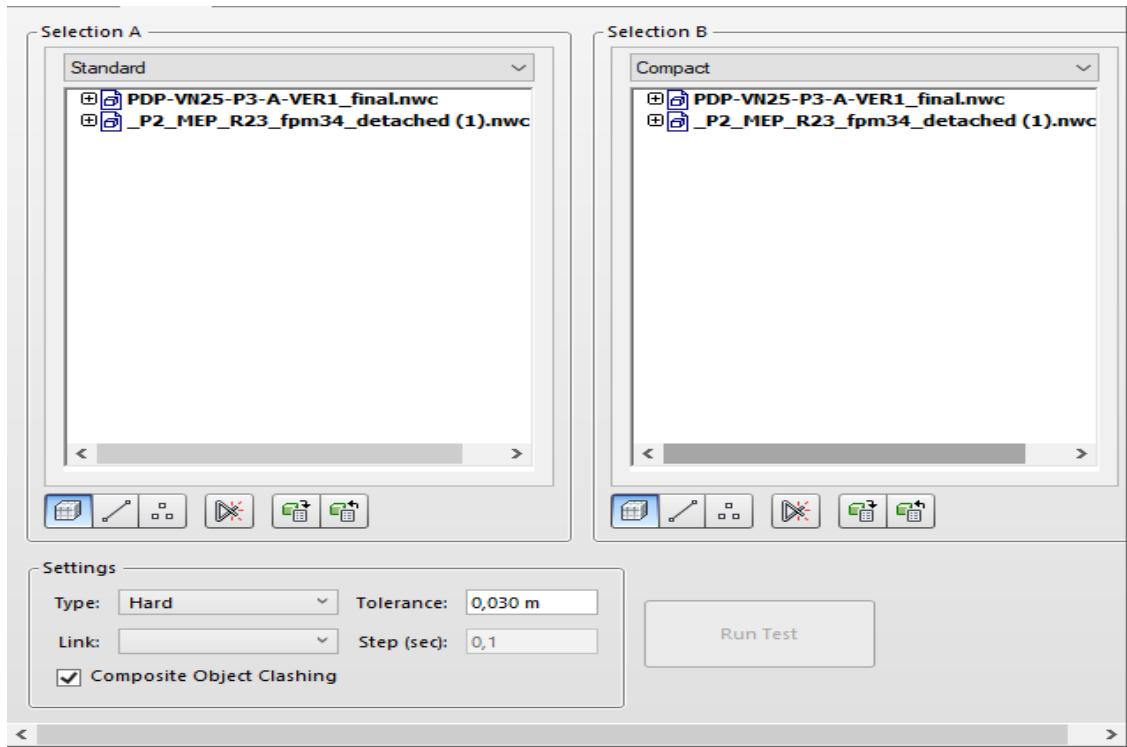 Selection A
Standard
PDP-VN25-P3-A-VER1_final.nwc
_P2_MEP_R23_fpm34_detached (1).nwc
Selection B
Compact
PDP-VN25-P3-A-VER1_final.nwc
_P2_MEP_R23_fpm34_detached (1).nwc
Settings
Type: Hard Tolerance: 0,030 m
Link: Step (sec): 0,1
Composite Object Clashing
Run Test